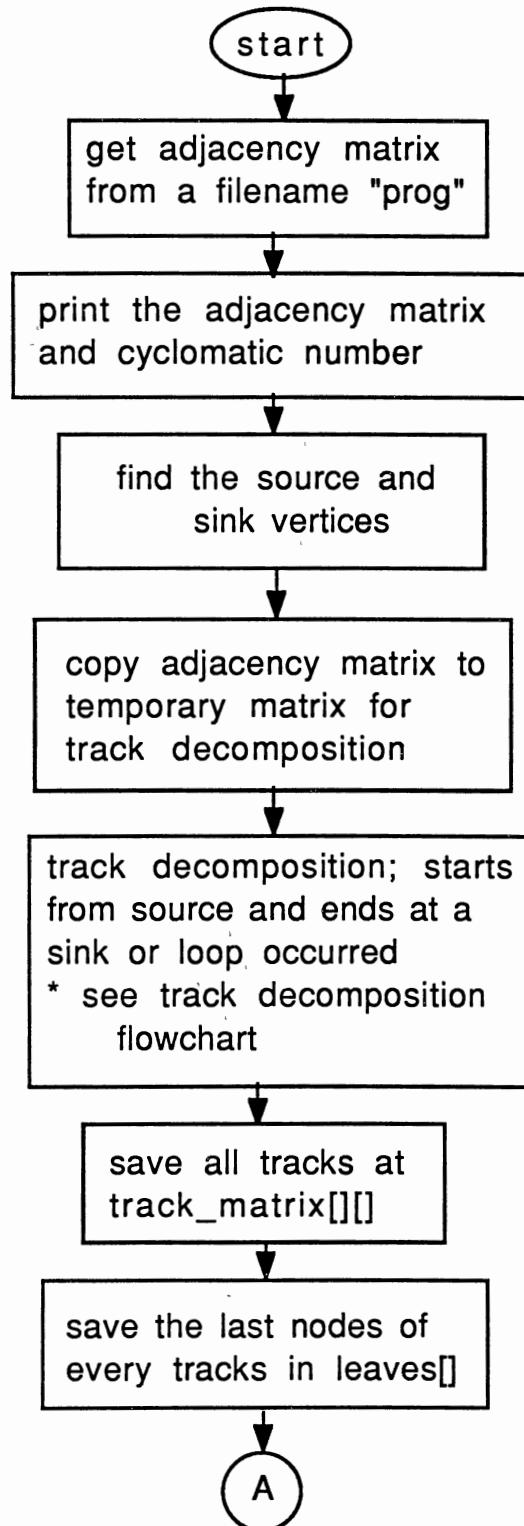 start
get adjacency matrix
from a filename "prog"
print the adjacency matrix
and cyclomatic number
find the source and
sink vertices
copy adjacency matrix to
temporary matrix for
track decomposition
track decomposition; starts
from source and ends at a
sink or loop occurred
* see track decomposition
flowchart
save all tracks at
track_matrix[][]
save the last nodes of
every tracks in leaves[]
A